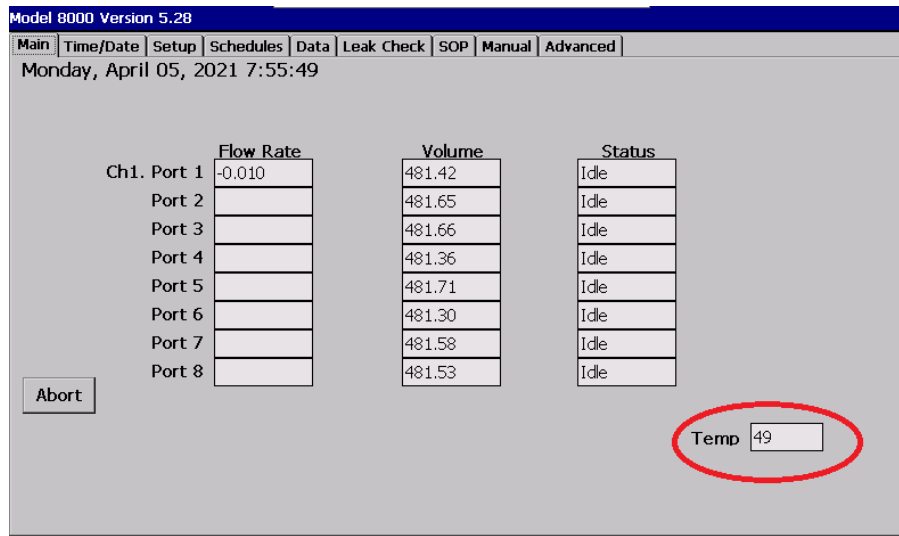 Model 8000 Version 5.28
Main Time/Date Setup Schedules Data Leak Check SOP Manual Advanced
Monday, April 05, 2021 7:55:49
Flow Rate Volume Status
Ch1. Port 1 -0.010 481.42 Idle
Port 2 481.65 Idle
Port 3 481.66 Idle
Port 4 481.36 Idle
Port 5 481.71 Idle
Port 6 481.30 Idle
Port 7 481.58 Idle
Port 8 481.53 Idle
Abort
Temp 49